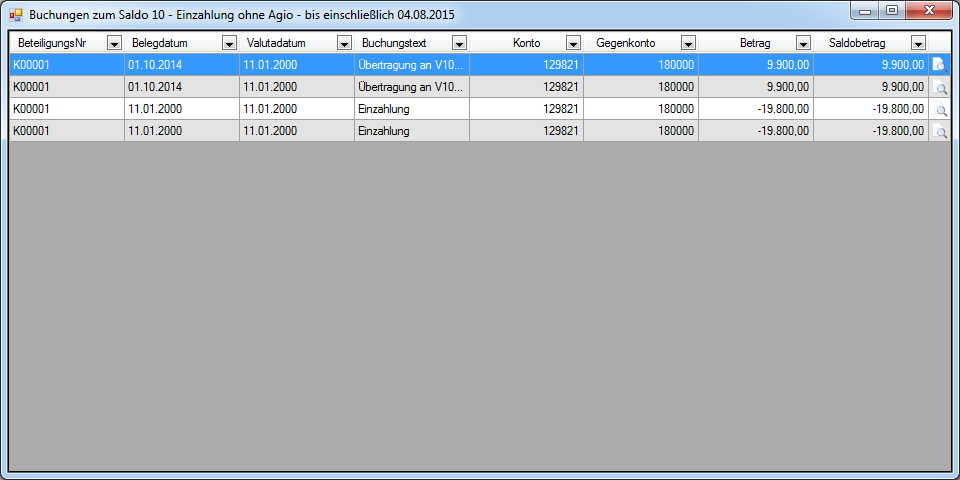 Buchungen zum Saldo 10 - Einzahlung ohne Agio - bis einschließlich 04.08.2015
BeteiligungsNr Belegdatum Valutadatum Buchungstext Konto Gegenkonto Betrag Saldobetrag
K00001 01.10.2014 11.01.2000 Übertragung an V10... 129821 180000 9.900,00 9.900,00
K00001 01.10.2014 11.01.2000 Übertragung an V10... 129821 180000 9.900,00 9.900,00
K00001 11.01.2000 11.01.2000 Einzahlung 129821 180000 -19.800,00 -19.800,00
K00001 11.01.2000 11.01.2000 Einzahlung 129821 180000 -19.800,00 -19.800,00